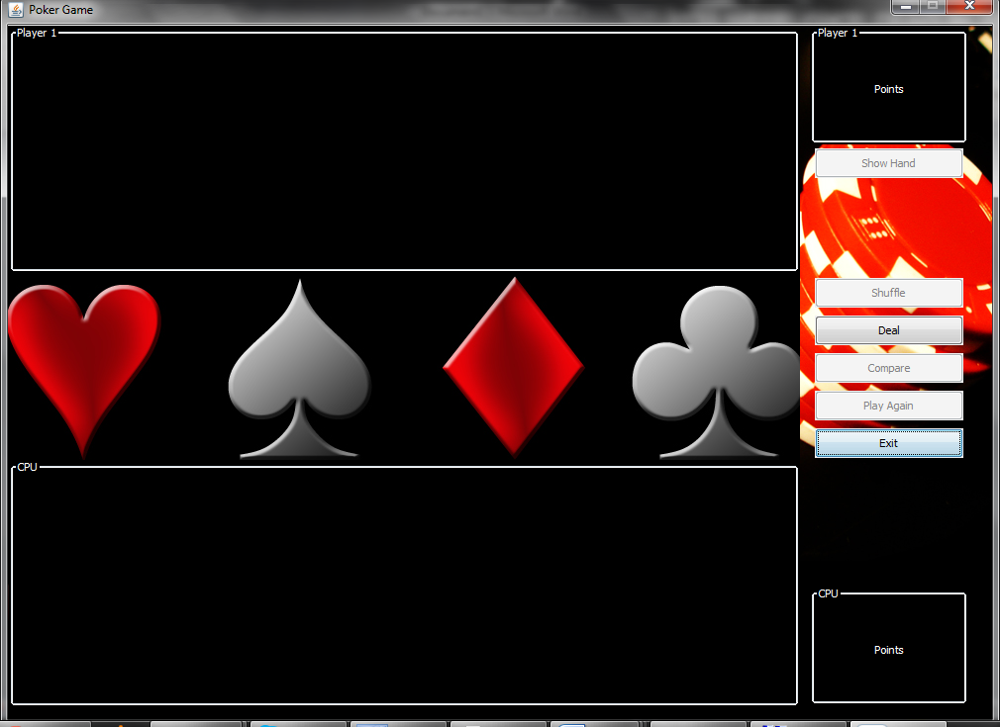 Poker Game
Player 1
Player 1
Points
Show Hand
Shuffle
Deal
Compare
Play Again
Exit
CPU
CPU
Points